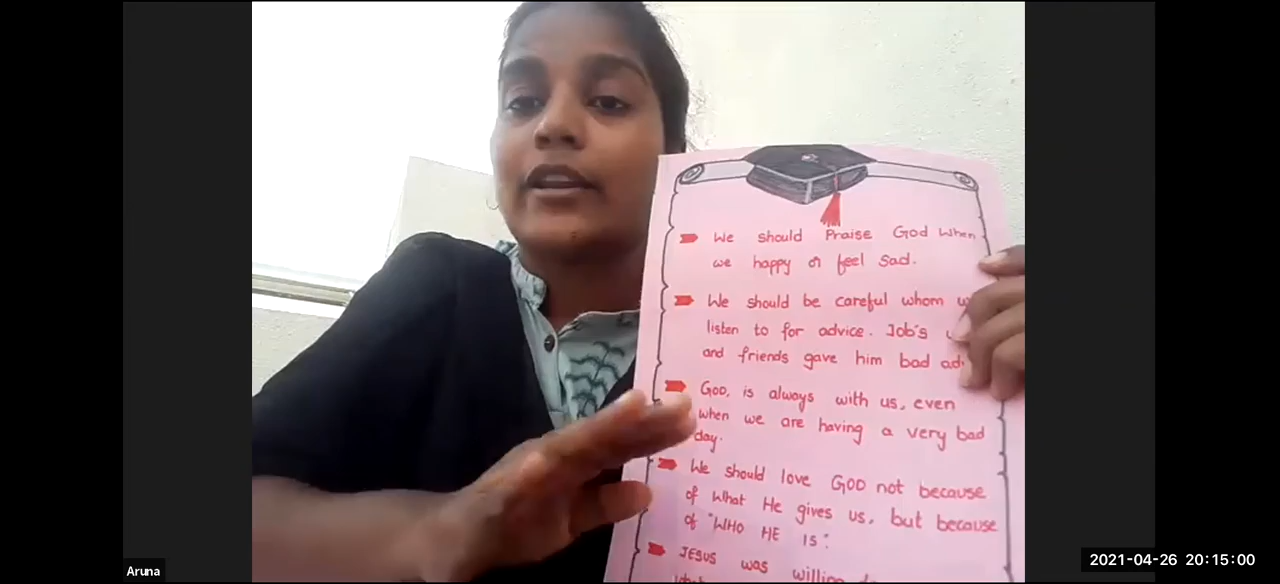 We should Praise God when
we happy or feel sad.
We should be careful whom
listen to for advice. Job's
and friends gave him bad
GOD, is always with us, even
when we are having a very bad
day.
We should love GOD not because
of what He gives us, but because
of "WHO HE IS".
JESUS was willing
Aruna
2021-04-26 20:15:00